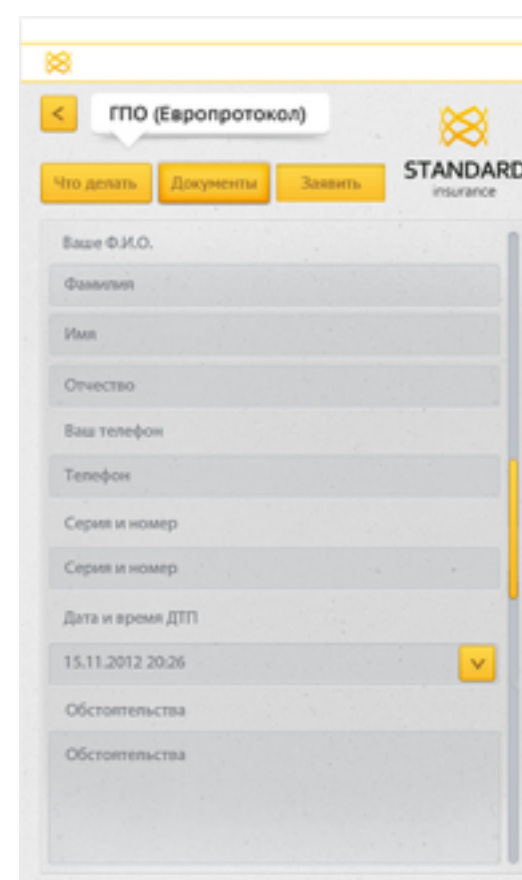 ГПО (Европротокол)
Что делать Документы Заявить
STANDARD
insurance
Ваше Ф.И.О.
Фамилия
Имя
Отчество
Ваш телефон
Телефон
Серия и номер
Серия и номер
Дата и время ДТП
15.11.2012 20:26
Обстоятельства
Обстоятельства